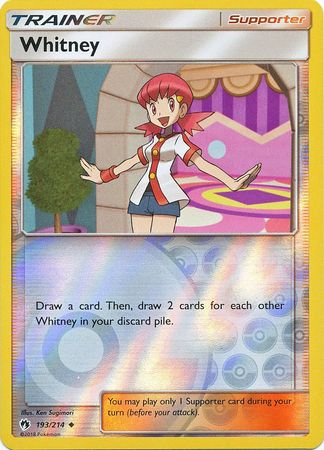 TRAINER
Supporter
Whitney
Draw a card. Then, draw 2 cards for each other
Whitney in your discard pile.
Illus. Ken Sugimori
193/214 ◆
©2018 Pokémon
You may play only 1 Supporter card during your
turn (before your attack).